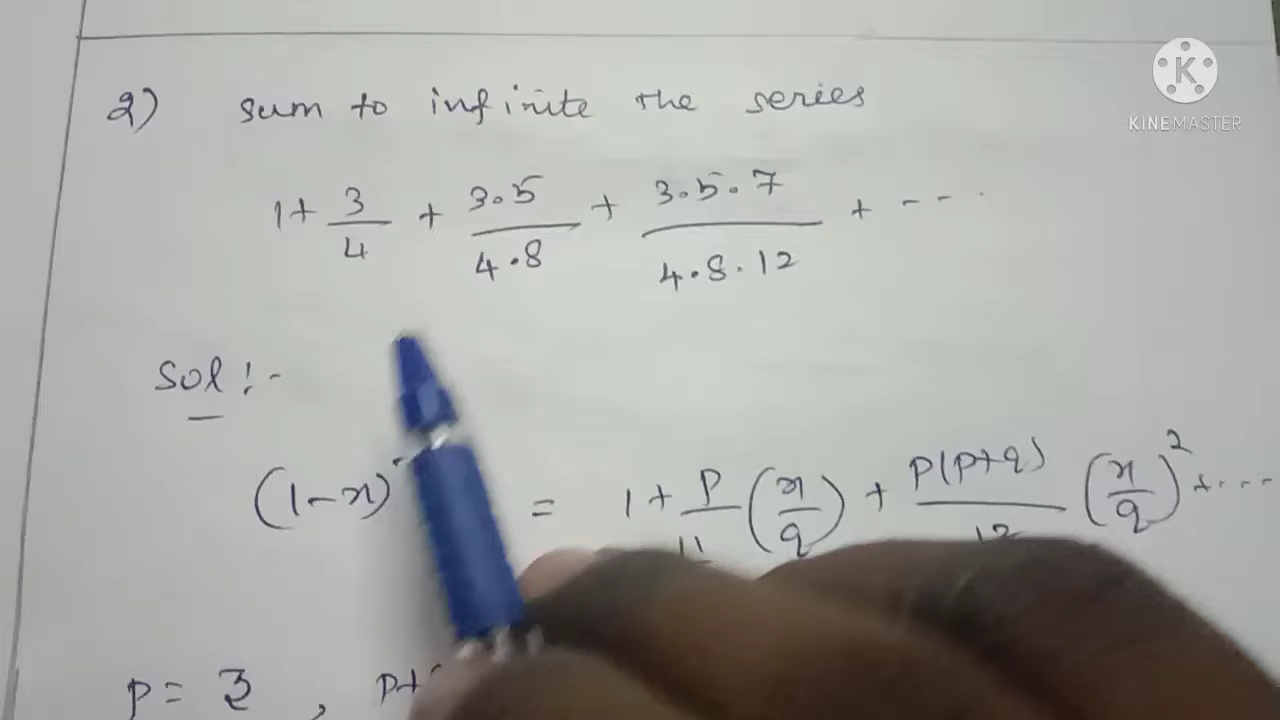 KINEMASTER
2) sum to infinite the series
1 + 3/4 + 3.5/4.8 + 3.5.7/4.8.12 + ---
Sol :-
(1-x) = 1 + P/⌊1 (x/q) + P(P+q)/⌊2 (x/q)² + ---
P = 3 , P+